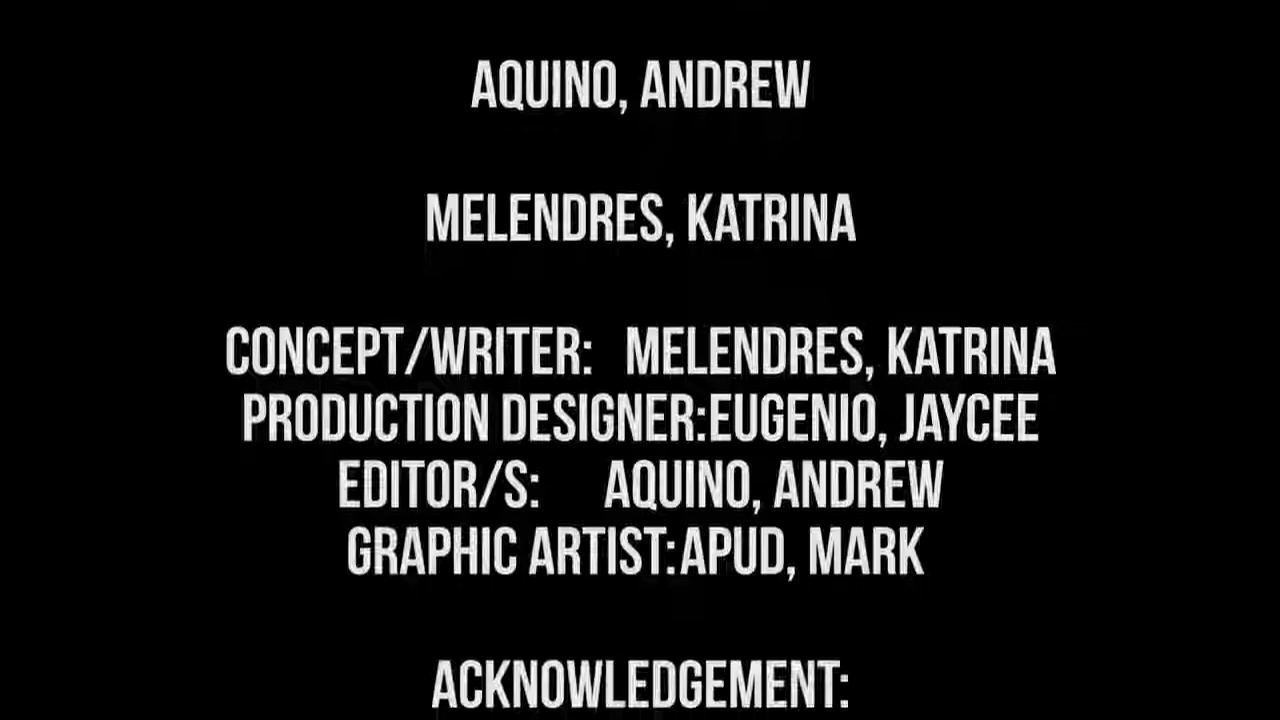 AQUINO, ANDREW
MELENDRES, KATRINA
CONCEPT/WRITER: MELENDRES, KATRINA
PRODUCTION DESIGNER:EUGENIO, JAYCEE
EDITOR/S: AQUINO, ANDREW
GRAPHIC ARTIST:APUD, MARK
ACKNOWLEDGEMENT: